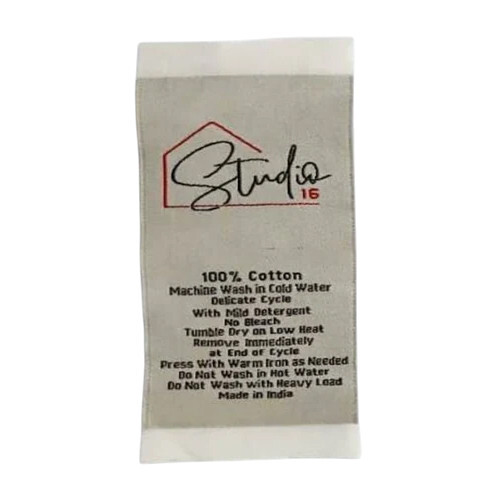 Studio
16
100% Cotton
Machine Wash in Cold Water
Delicate Cycle
With Mild Detergent
No Bleach
Tumble Dry on Low Heat
Remove Immediately
at End of Cycle
Press With Warm Iron as Needed
Do Not Wash in Hot Water
Do Not Wash with Heavy Load
Made in India